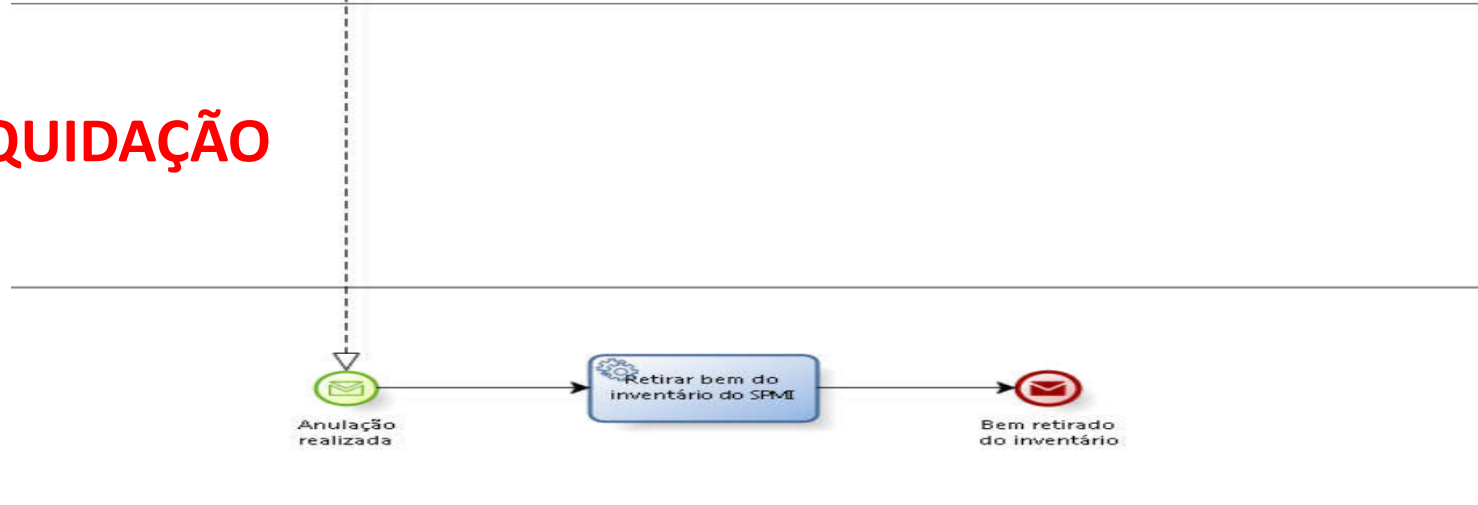 QUIDAÇÃO
Retirar bem do
inventário do SPMI
Anulação
realizada
Bem retirado
do inventário